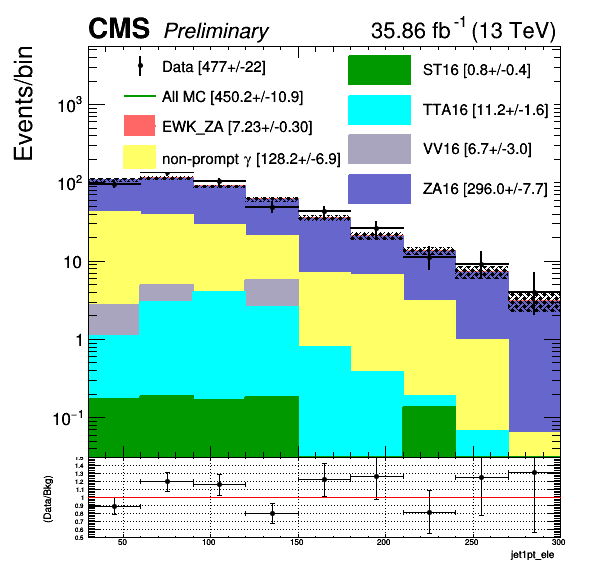 CMS Preliminary 35.86 fb⁻¹ (13 TeV)
Events/bin
Data [477+/-22]
All MC [450.2+/-10.9]
EWK_ZA [7.23+/-0.30]
non-prompt γ [128.2+/-6.9]
ST16 [0.8+/-0.4]
TTA16 [11.2+/-1.6]
VV16 [6.7+/-3.0]
ZA16 [296.0+/-7.7]
10³
10²
10
1
10⁻¹
(Data/Bkg)
1.5
1.4
1.3
1.2
1.1
1
0.9
0.8
0.7
0.6
0.5
50 100 150 200 250 300
jet1pt_ele